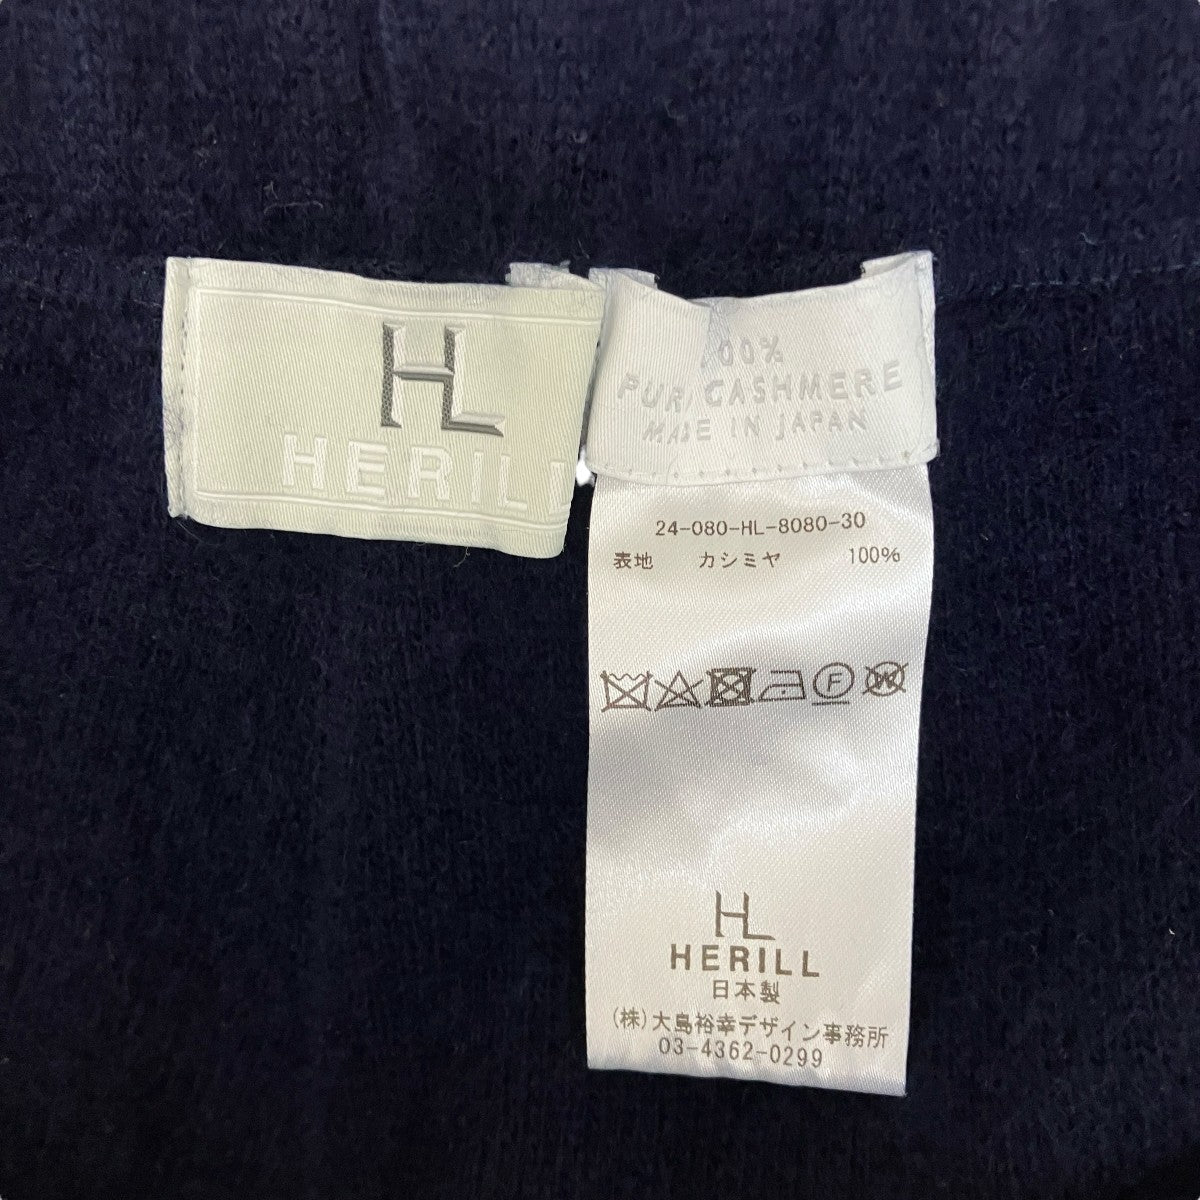 HL
HERILL
00%
PUR CASHMERE
MADE IN JAPAN
24-080-HL-8080-30
表地 カシミヤ 100%
F W
HL
HERILL
日本製
(株)大島裕幸デザイン事務所
03-4362-0299